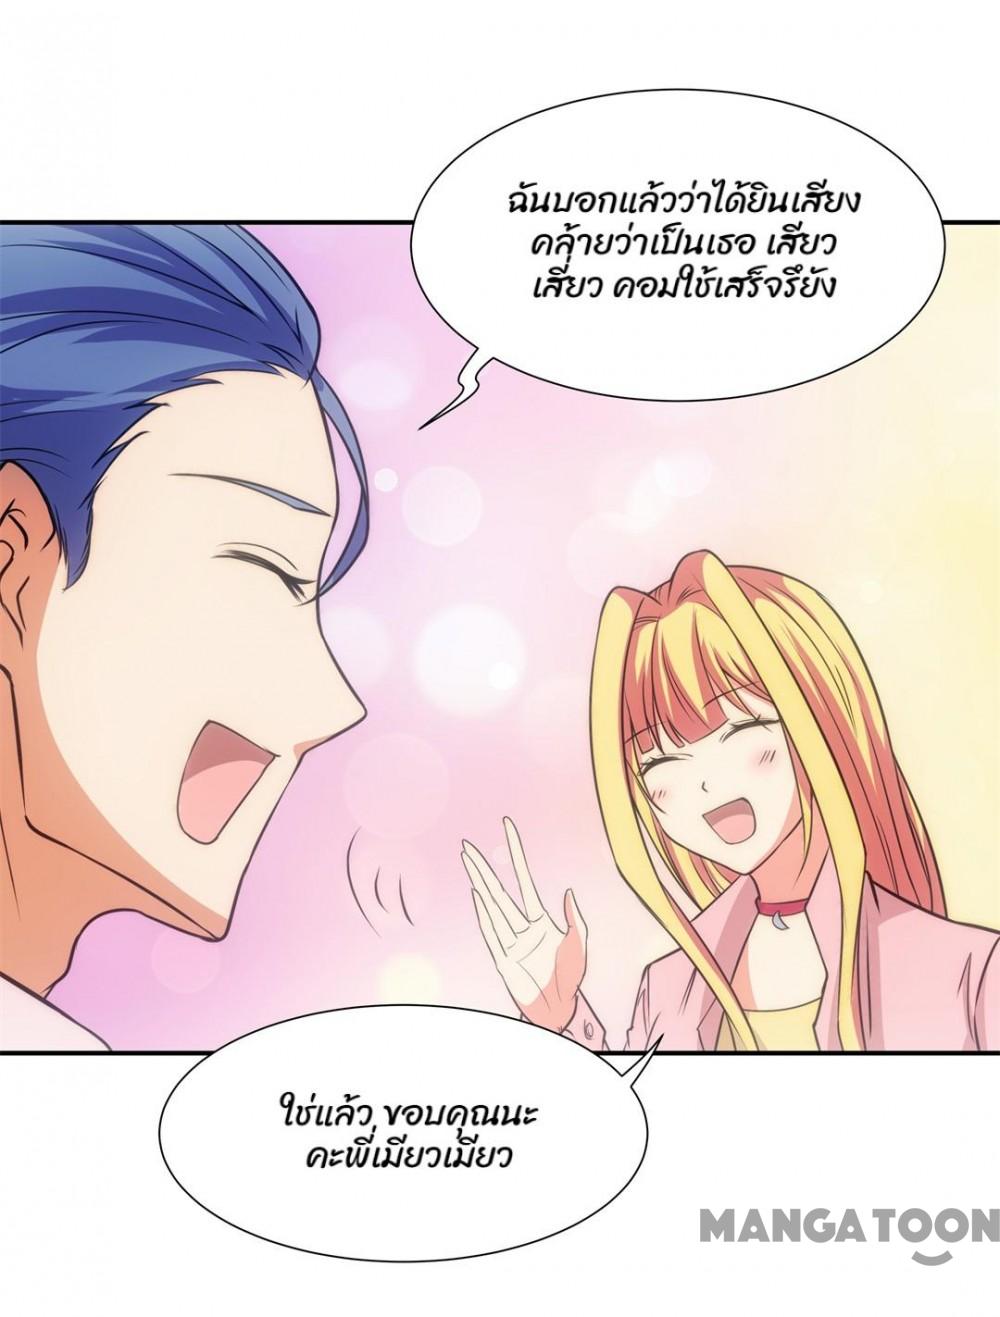 ฉันบอกแล้วว่าได้ยินเสียง
คล้ายว่าเป็นเธอ เสี่ยว
เสี่ยว คอมใช้เสร็จรึยัง
ใช่แล้ว ขอบคุณนะ
คะพี่เมียวเมียว
MANGATOON